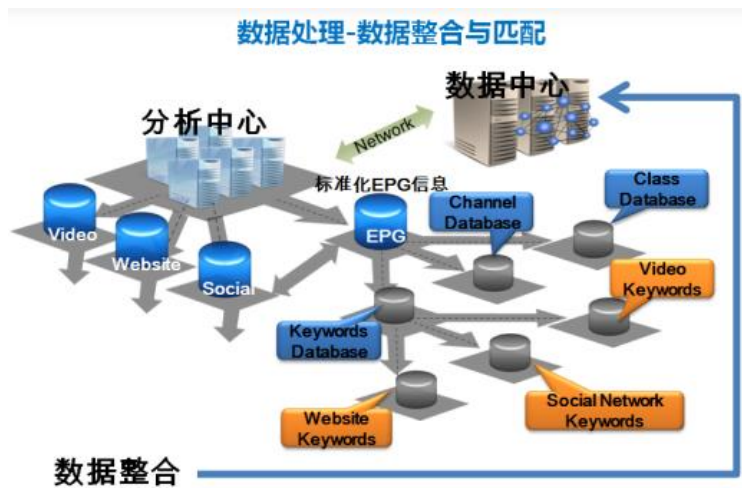 数据处理-数据整合与匹配
数据中心
分析中心
Network
标准化EPG信息
Class
Database
Channel
Database
Video
Website
Social
EPG
Video
Keywords
Keywords
Database
Social Network
Keywords
Website
Keywords
数据整合